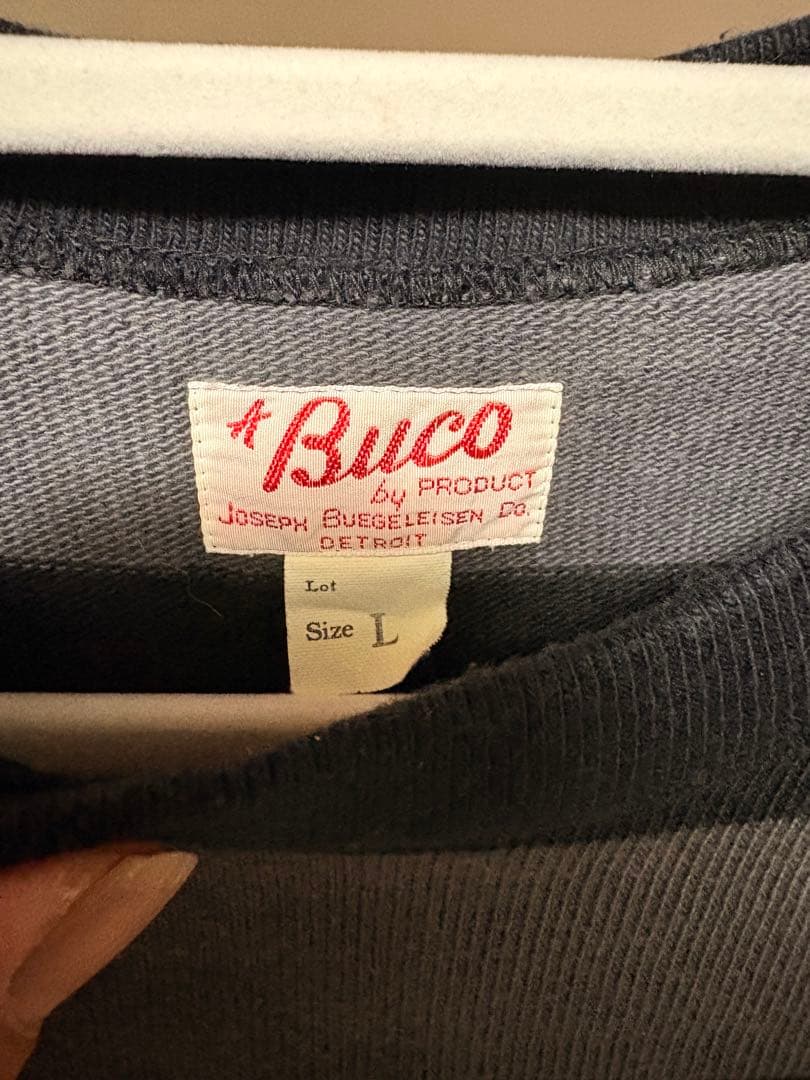 A Buco
by PRODUCT
JOSEPH BUEGELEISEN CO.
DETROIT
Lot
Size L